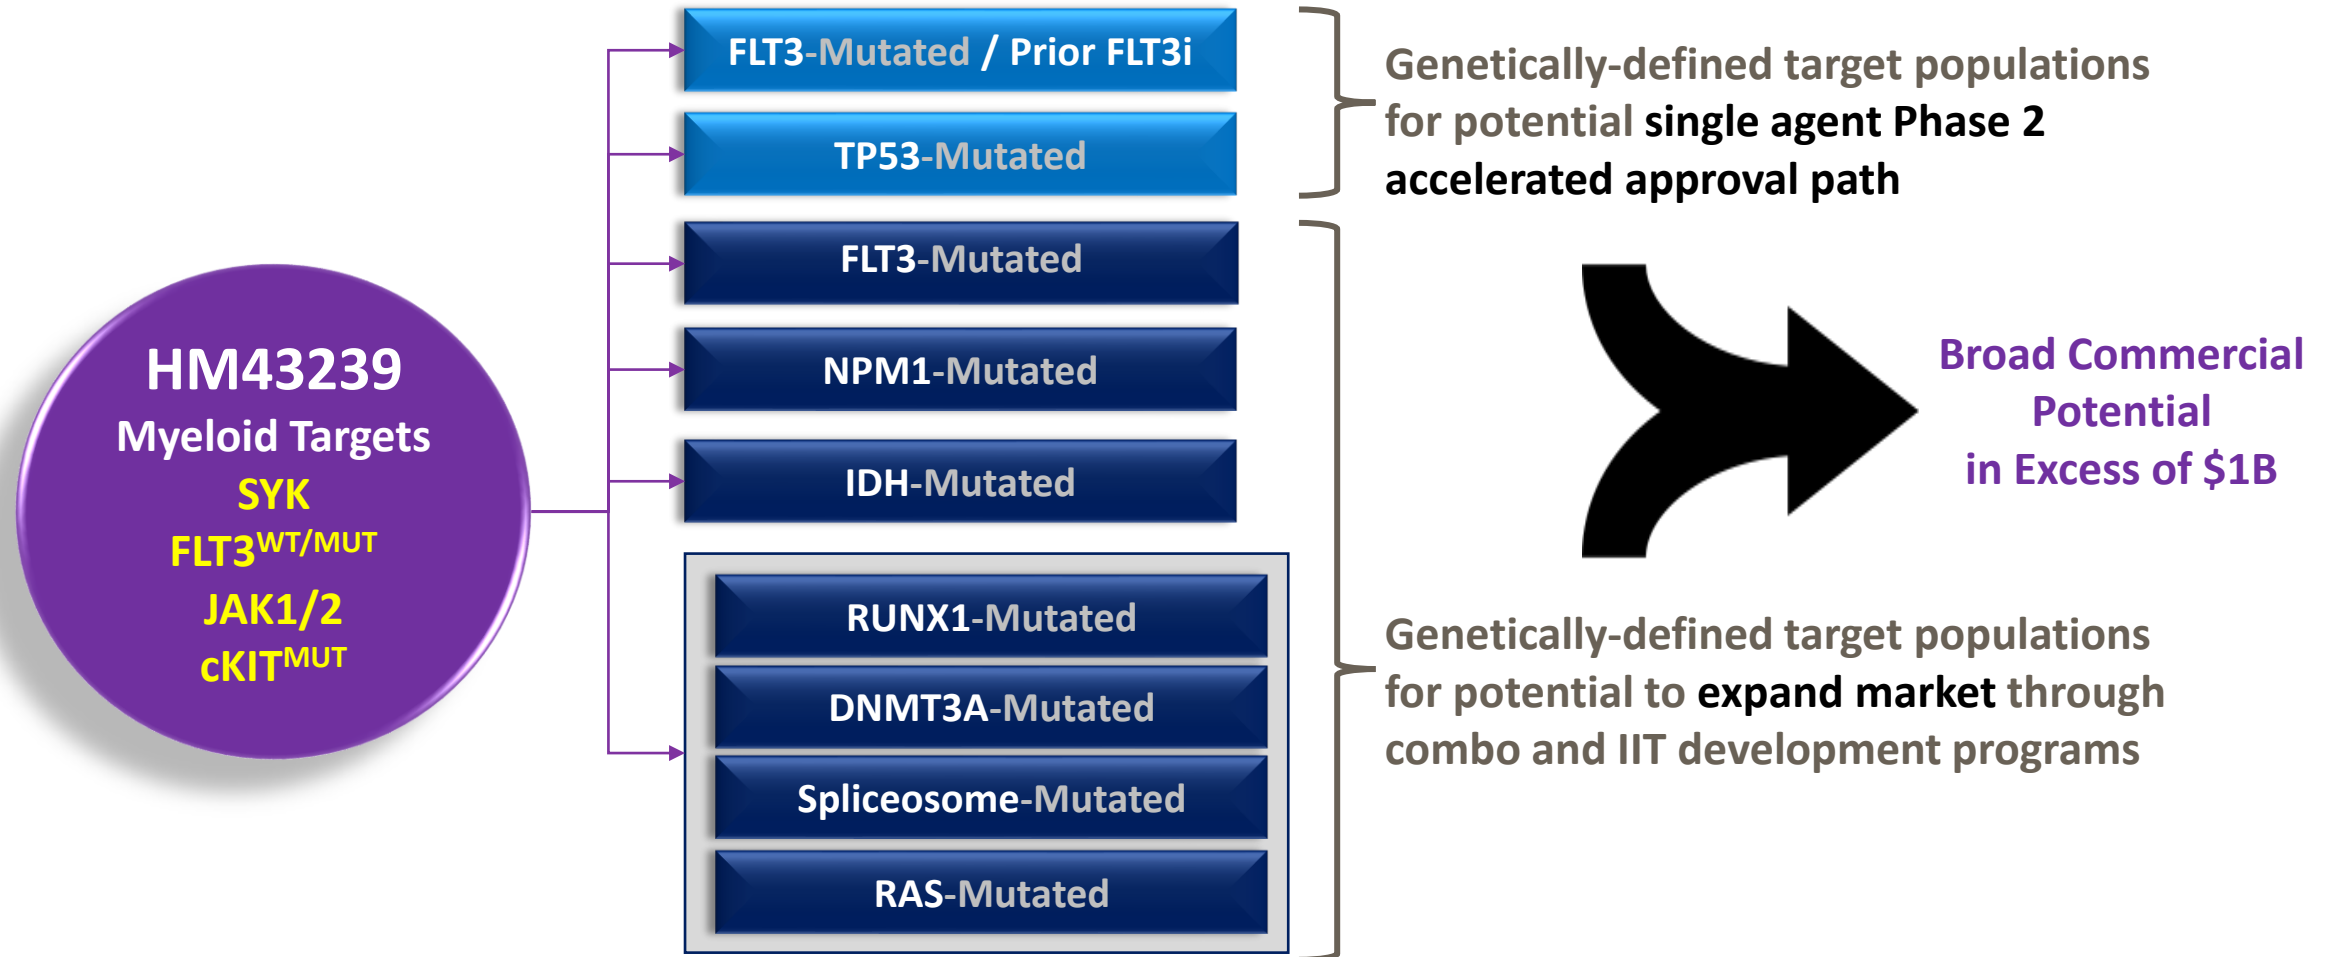 HM43239
Myeloid Targets
SYK
FLT3WT/MUT
JAK1/2
cKITMUT
FLT3-Mutated / Prior FLT3i
TP53-Mutated
FLT3-Mutated
NPM1-Mutated
IDH-Mutated
RUNX1-Mutated
DNMT3A-Mutated
Spliceosome-Mutated
RAS-Mutated
Genetically-defined target populations
for potential single agent Phase 2
accelerated approval path
Broad Commercial
Potential
in Excess of $1B
Genetically-defined target populations
for potential to expand market through
combo and IIT development programs